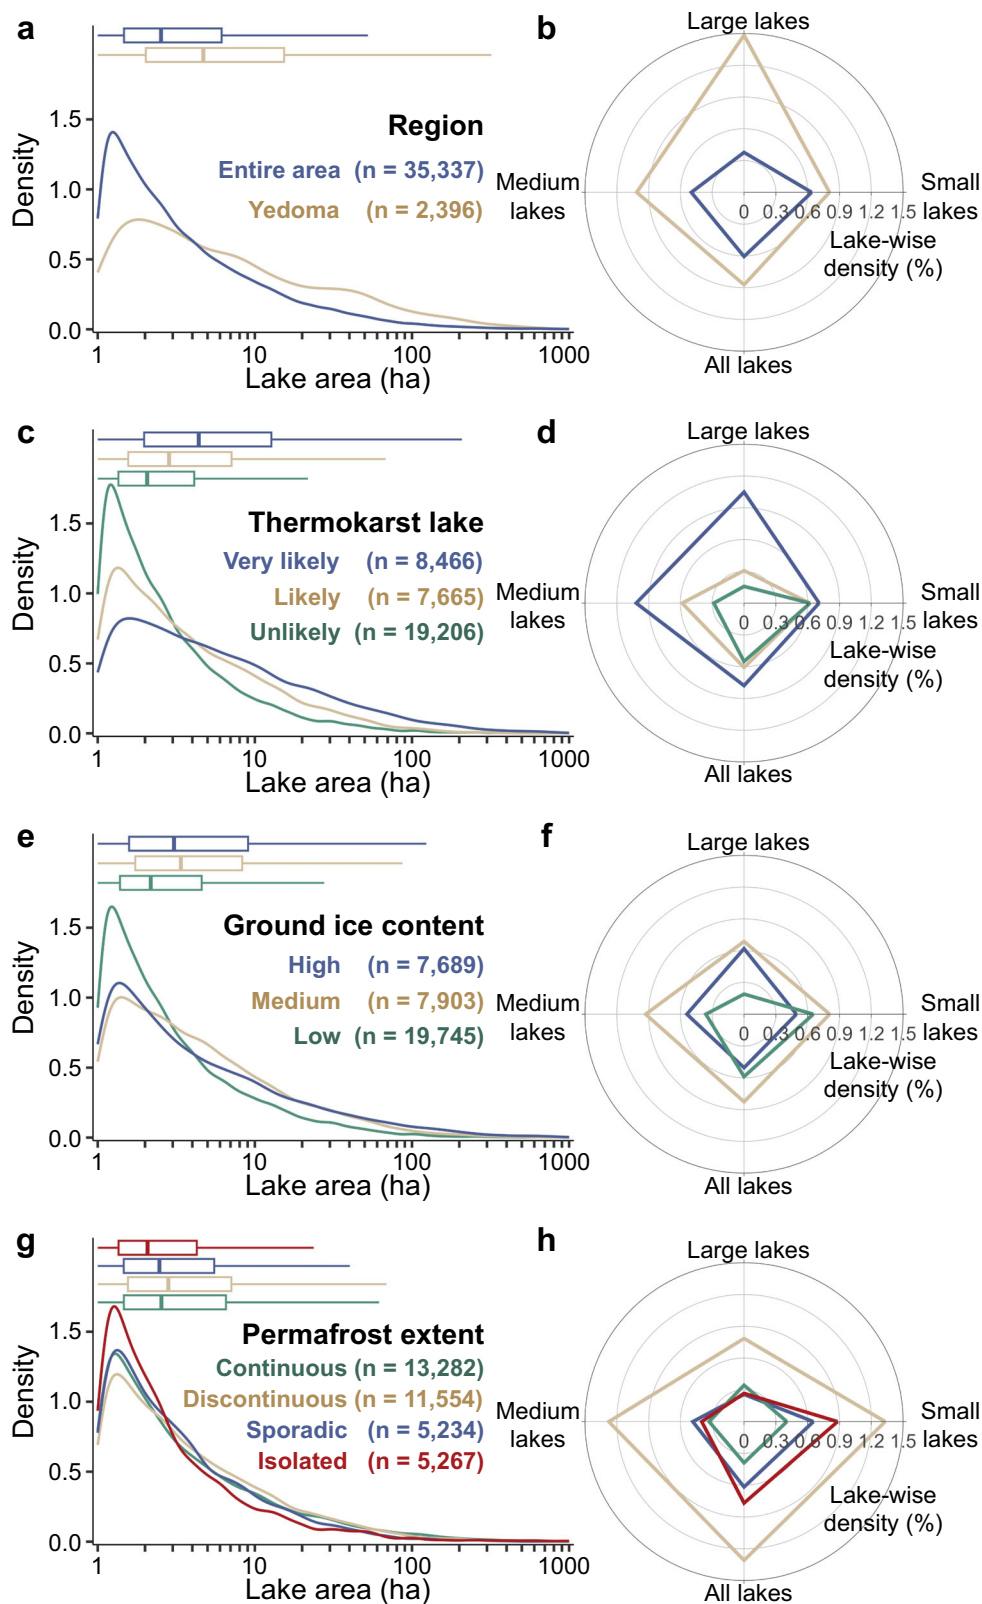 a
Density
1.5
1.0
0.5
0.0
Region
Entire area (n = 35,337)
Yedoma (n = 2,396)
1 10 100 1000
Lake area (ha)
b
Large lakes
Medium
lakes
Small
lakes
0 0.3 0.6 0.9 1.2 1.5
Lake-wise
density (%)
All lakes
c
Density
1.5
1.0
0.5
0.0
Thermokarst lake
Very likely (n = 8,466)
Likely (n = 7,665)
Unlikely (n = 19,206)
1 10 100 1000
Lake area (ha)
d
Large lakes
Medium
lakes
Small
lakes
0 0.3 0.6 0.9 1.2 1.5
Lake-wise
density (%)
All lakes
e
Density
1.5
1.0
0.5
0.0
Ground ice content
High (n = 7,689)
Medium (n = 7,903)
Low (n = 19,745)
1 10 100 1000
Lake area (ha)
f
Large lakes
Medium
lakes
Small
lakes
0 0.3 0.6 0.9 1.2 1.5
Lake-wise
density (%)
All lakes
g
Density
1.5
1.0
0.5
0.0
Permafrost extent
Continuous (n = 13,282)
Discontinuous (n = 11,554)
Sporadic (n = 5,234)
Isolated (n = 5,267)
1 10 100 1000
Lake area (ha)
h
Large lakes
Medium
lakes
Small
lakes
0 0.3 0.6 0.9 1.2 1.5
Lake-wise
density (%)
All lakes